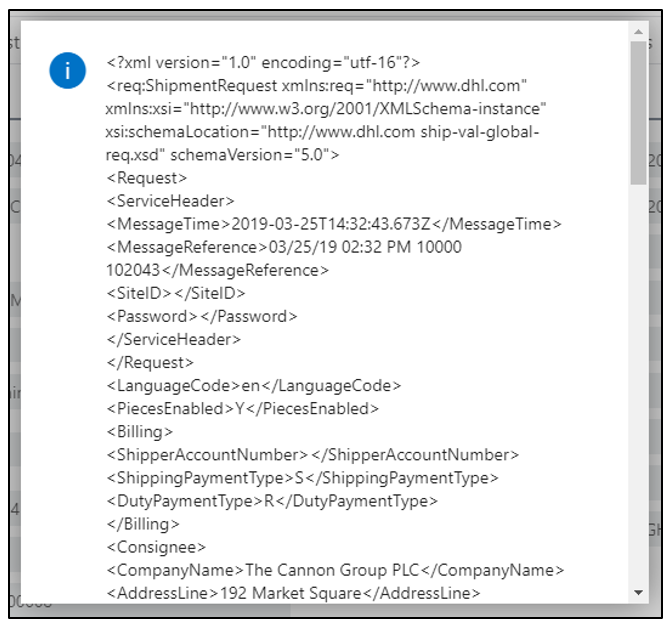 <?xml version="1.0" encoding="utf-16"?>
<req:ShipmentRequest xmlns:req="http://www.dhl.com"
xmlns:xsi="http://www.w3.org/2001/XMLSchema-instance"
xsi:schemaLocation="http://www.dhl.com ship-val-global-
req.xsd" schemaVersion="5.0">
<Request>
<ServiceHeader>
<MessageTime>2019-03-25T14:32:43.673Z</MessageTime>
<MessageReference>03/25/19 02:32 PM 10000
102043</MessageReference>
<SiteID></SiteID>
<Password></Password>
</ServiceHeader>
</Request>
<LanguageCode>en</LanguageCode>
<PiecesEnabled>Y</PiecesEnabled>
<Billing>
<ShipperAccountNumber></ShipperAccountNumber>
<ShippingPaymentType>S</ShippingPaymentType>
<DutyPaymentType>R</DutyPaymentType>
</Billing>
<Consignee>
<CompanyName>The Cannon Group PLC</CompanyName>
<AddressLine>192 Market Square</AddressLine>